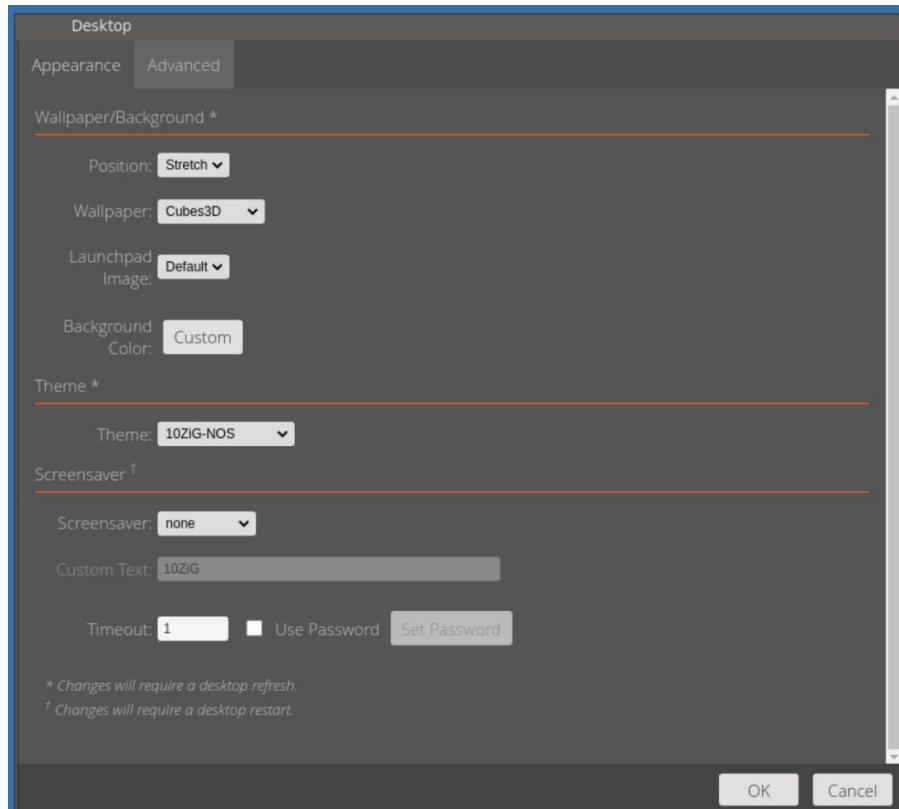 Desktop
Appearance Advanced
Wallpaper/Background *
Position: Stretch
Wallpaper: Cubes3D
Launchpad
Image: Default
Background
Color: Custom
Theme *
Theme: 10ZiG-NOS
Screensaver †
Screensaver: none
Custom Text: 10ZiG
Timeout: 1 Use Password Set Password
* Changes will require a desktop refresh.
† Changes will require a desktop restart.
OK Cancel